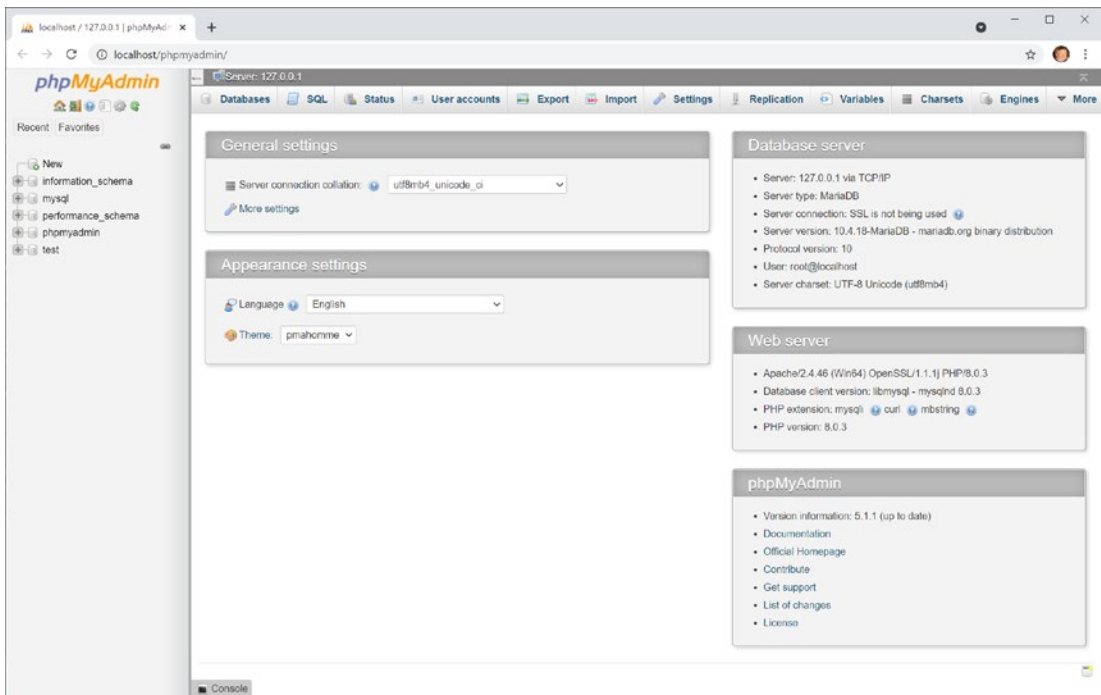 localhost / 127.0.0.1 | phpMyAd
localhost/phpmyadmin/
phpMyAdmin
Recent Favorites
New
information_schema
mysql
performance_schema
phpmyadmin
test
Server: 127.0.0.1
Databases SQL Status User accounts Export Import Settings Replication Variables Charsets Engines More
General settings
Server connection collation: utf8mb4_unicode_ci
More settings
Appearance settings
Language English
Theme: pmahomme
Database server
Server: 127.0.0.1 via TCP/IP
Server type: MariaDB
Server connection: SSL is not being used
Server version: 10.4.18-MariaDB - mariadb.org binary distribution
Protocol version: 10
User: root@localhost
Server charset: UTF-8 Unicode (utf8mb4)
Web server
Apache/2.4.46 (Win64) OpenSSL/1.1.1j PHP/8.0.3
Database client version: libmysql - mysqlnd 8.0.3
PHP extension: mysqli curl mbstring
PHP version: 8.0.3
phpMyAdmin
Version information: 5.1.1 (up to date)
Documentation
Official Homepage
Contribute
Get support
List of changes
License
Console